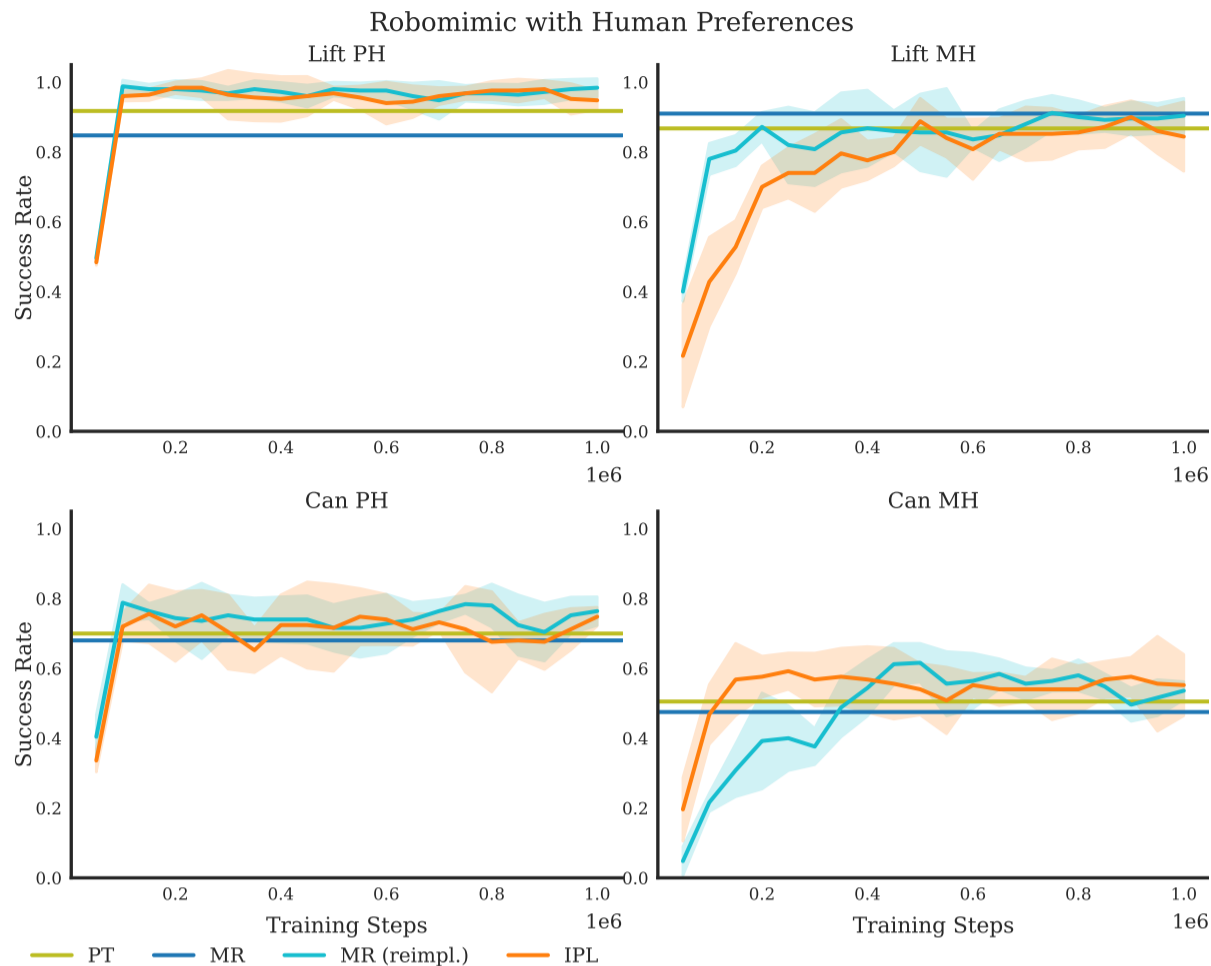 Robomimic with Human Preferences
Lift PH
Lift MH
1.0
0.8
0.6
0.4
0.2
0.0
Success Rate
0.2 0.4 0.6 0.8 1.0
1e6
1.0
0.8
0.6
0.4
0.2
0.0
0.2 0.4 0.6 0.8 1.0
1e6
Can PH
Can MH
1.0
0.8
0.6
0.4
0.2
0.0
Success Rate
0.2 0.4 0.6 0.8 1.0
1e6
Training Steps
1.0
0.8
0.6
0.4
0.2
0.0
0.2 0.4 0.6 0.8 1.0
1e6
Training Steps
PT MR MR (reimpl.) IPL